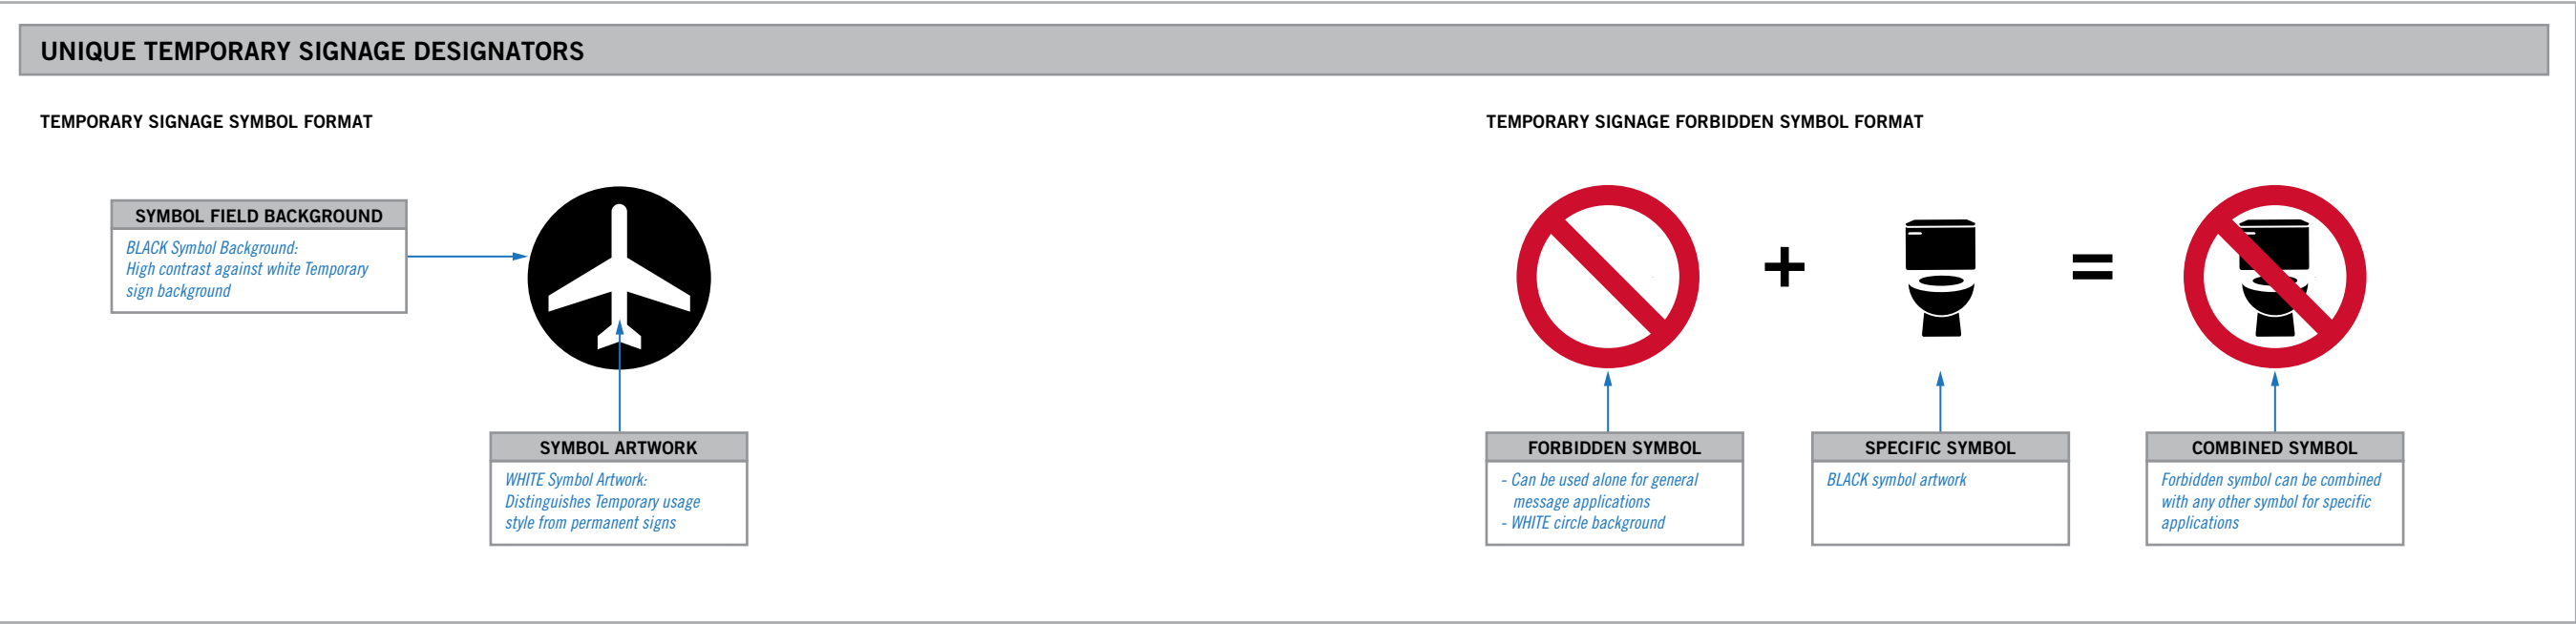 UNIQUE TEMPORARY SIGNAGE DESIGNATORS
TEMPORARY SIGNAGE SYMBOL FORMAT
SYMBOL FIELD BACKGROUND
BLACK Symbol Background:
High contrast against white Temporary
sign background
SYMBOL ARTWORK
WHITE Symbol Artwork:
Distinguishes Temporary usage
style from permanent signs
TEMPORARY SIGNAGE FORBIDDEN SYMBOL FORMAT
+
=
FORBIDDEN SYMBOL
- Can be used alone for general
message applications
- WHITE circle background
SPECIFIC SYMBOL
BLACK symbol artwork
COMBINED SYMBOL
Forbidden symbol can be combined
with any other symbol for specific
applications